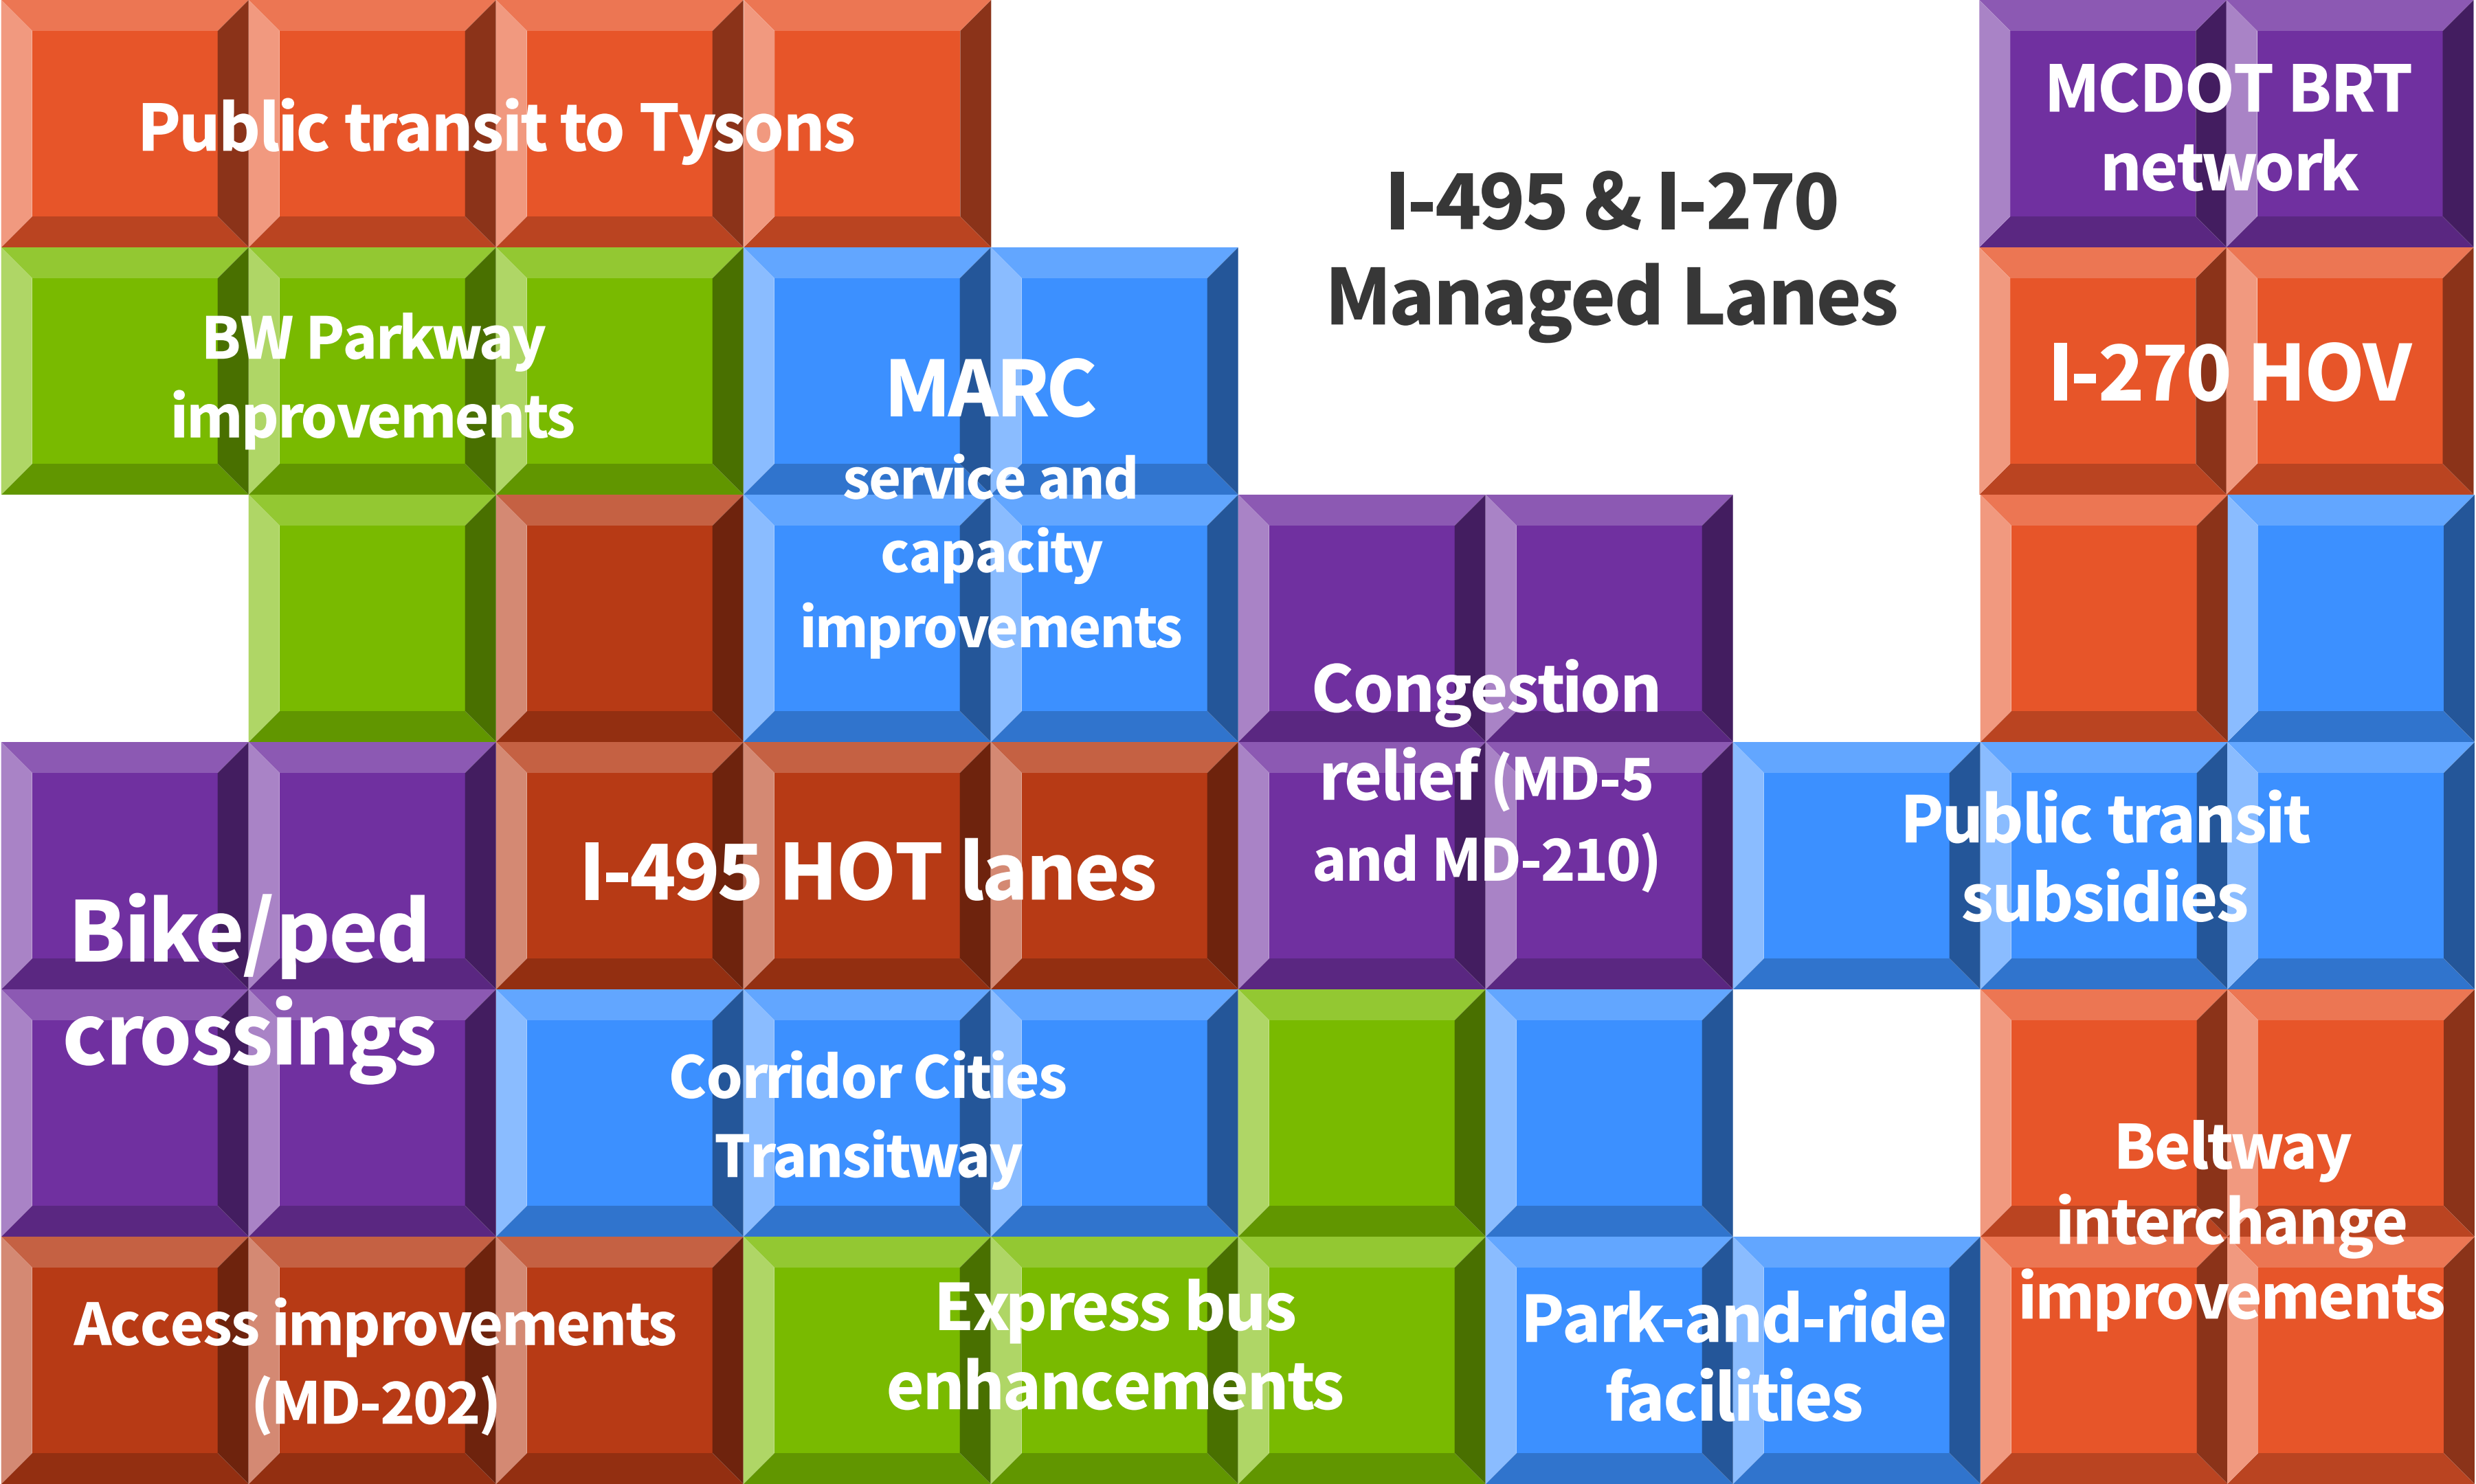 Public transit to Tysons
I-495 & I-270
Managed Lanes
MCDOT BRT
network
BW Parkway
improvements
MARC
service and
capacity
improvements
I-270 HOV
Congestion
relief (MD-5
and MD-210)
Public transit
subsidies
I-495 HOT lanes
Bike/ped
crossings
Corridor Cities
Transitway
Beltway
interchange
improvements
Access improvements
(MD-202)
Express bus
enhancements
Park-and-ride
facilities